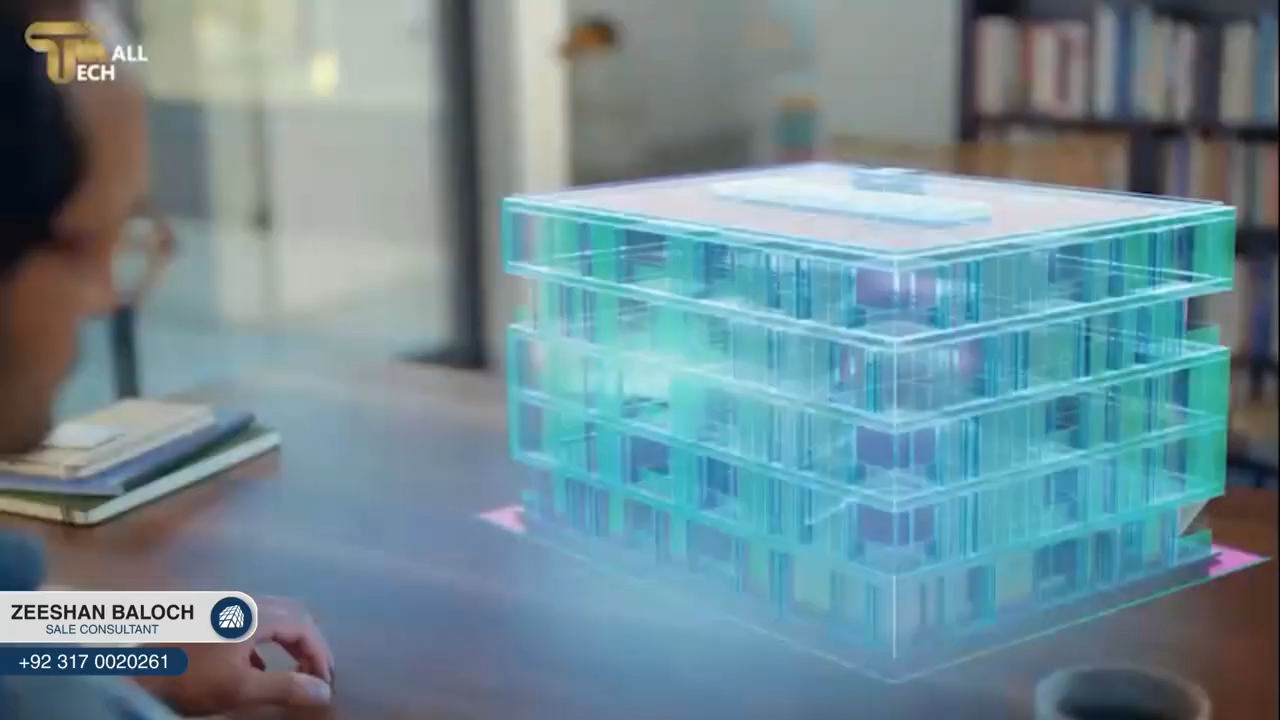 ALL
TECH
ZEESHAN BALOCH
SALE CONSULTANT
+92 317 0020261